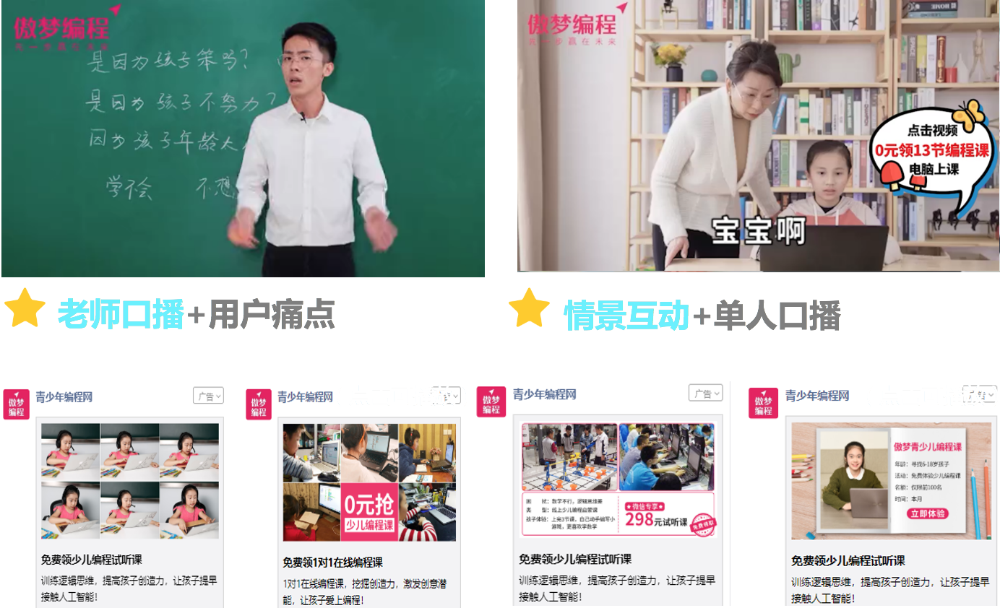 傲梦编程
先一步赢在未来
是因为孩子笨吗?
是因为孩子不努力?
因为孩子年龄大
学不会 不想
傲梦编程
先一步赢在未来
点击视频
0元领13节编程课
电脑上课
宝宝啊
老师口播+用户痛点
情景互动+单人口播
傲梦
编程
青少年编程网
广告
免费领少儿编程试听课
训练逻辑思维，提高孩子创造力，让孩子提早
接触人工智能！
傲梦
编程
青少年编程网
0元抢
少儿编程课
免费领1对1在线编程课
1对1在线编程课，挖掘创造力，激发创意潜
能，让孩子爱上编程！
傲梦
编程
青少年编程网
广告
困 扰：数学不行，逻辑思维差
类 型：线上少儿编程启蒙课
孩子体验：上完3节课，自己动手编写小
游戏，更喜欢学数学
微信专享
298元试听课
免费领取
免费领少儿编程试听课
训练逻辑思维，提高孩子创造力，让孩子提早
接触人工智能！
傲梦
编程
青少年编程网
傲梦青少儿编程课
年龄：寻找6-18岁孩子
活动：免费体验少儿编程课
名额：仅限前100名
时间：本月
立即体验
免费领少儿编程试听课
训练逻辑思维，提高孩子创造力，让孩子提早
接触人工智能！